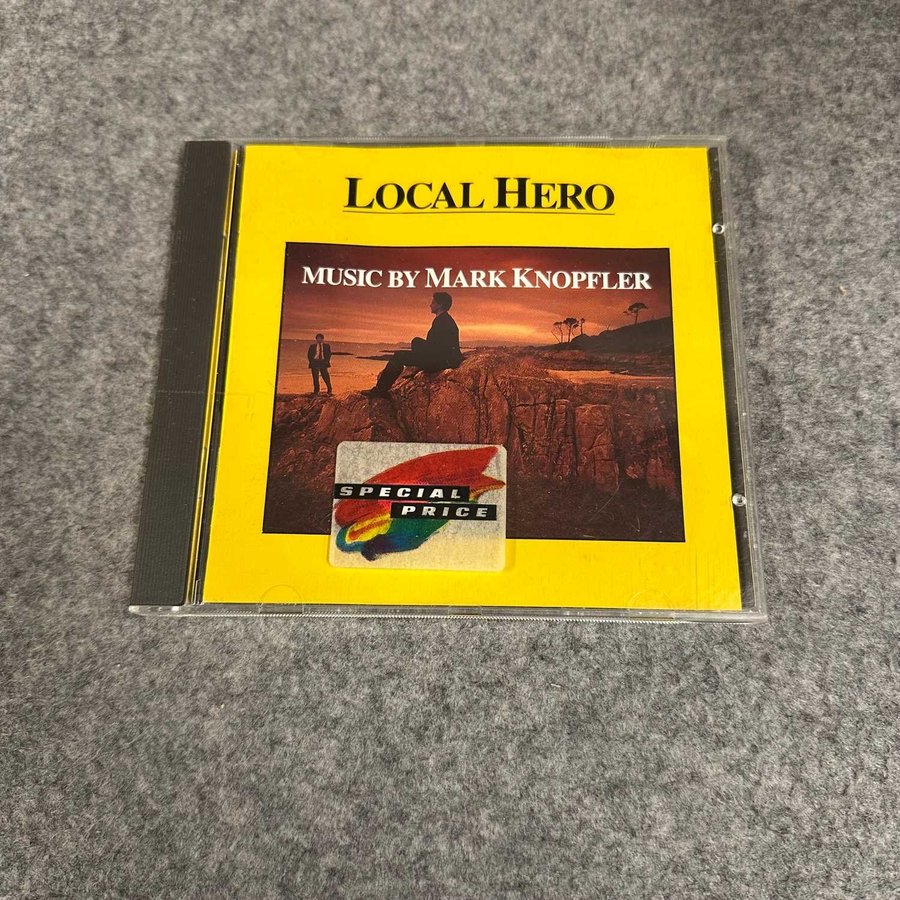 LOCAL HERO
MUSIC BY MARK KNOPFLER
SPECIAL
PRICE